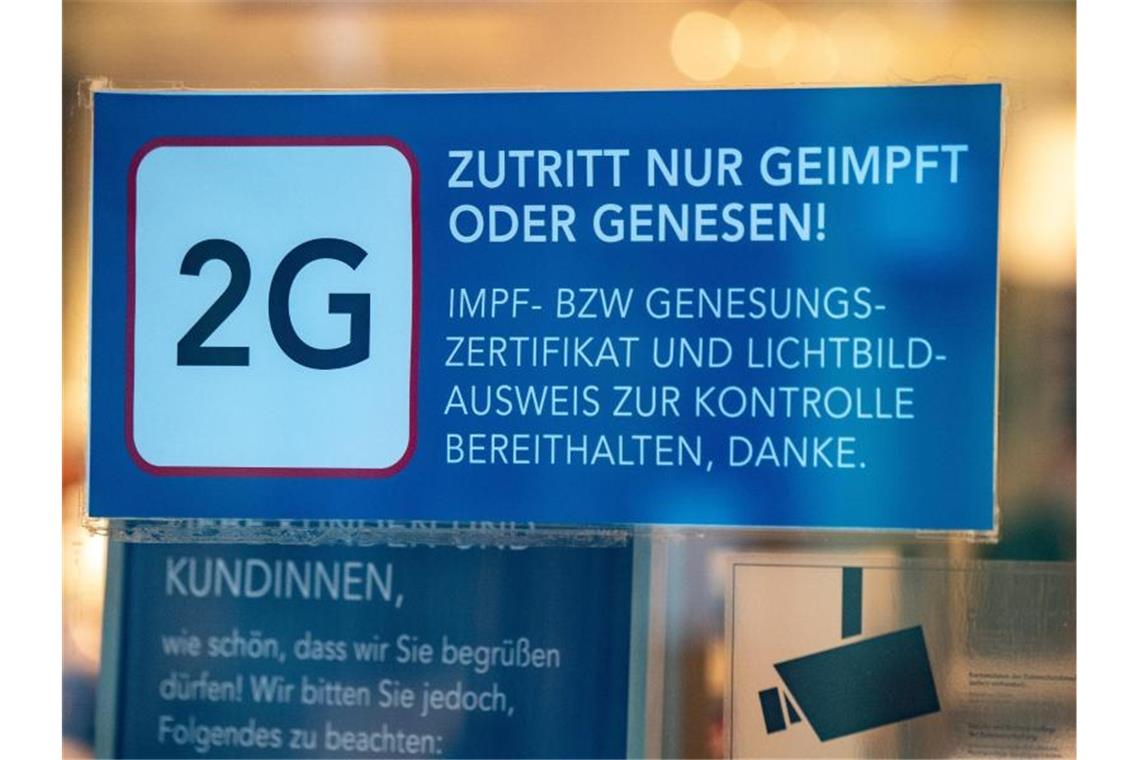 2G
ZUTRITT NUR GEIMPFT
ODER GENESEN!
IMPF- BZW GENESUNGS-
ZERTIFIKAT UND LICHTBILD-
AUSWEIS ZUR KONTROLLE
BEREITHALTEN, DANKE.
KUNDINNEN,
wie schön, dass wir Sie begrüßen
dürfen! Wir bitten Sie jedoch,
Folgendes zu beachten: